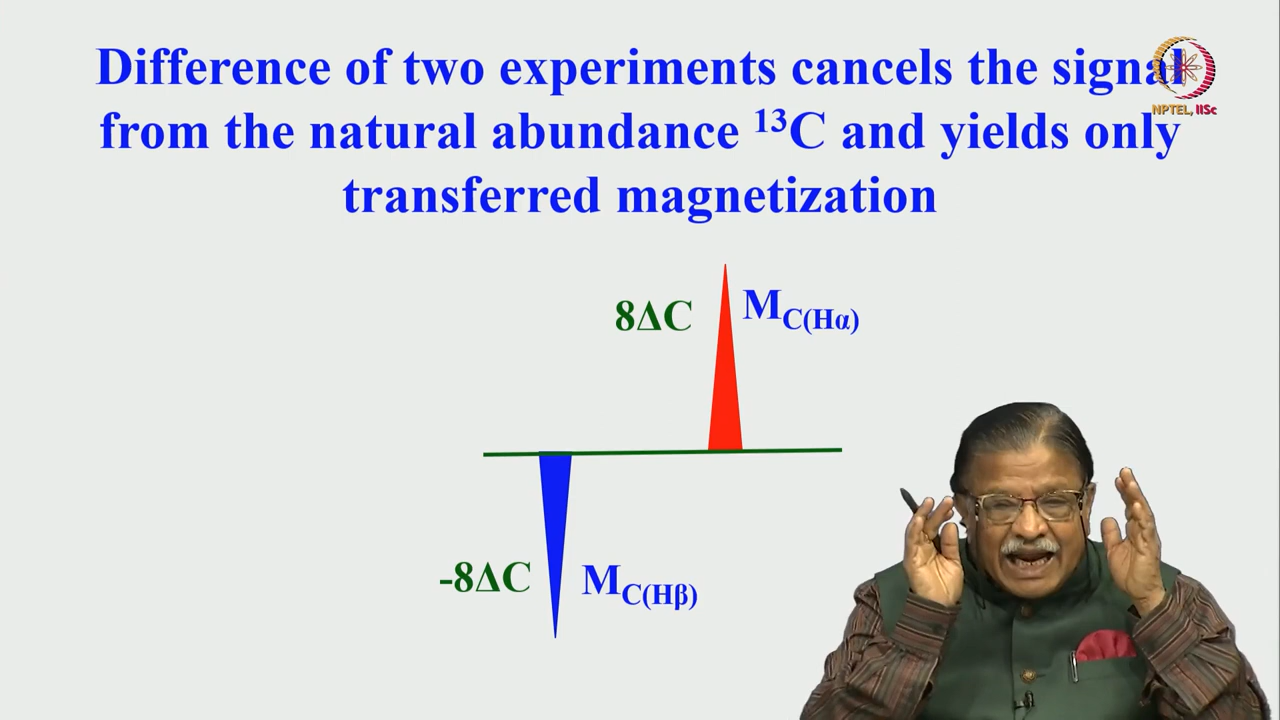 Difference of two experiments cancels the signal
from the natural abundance ¹³C and yields only
transferred magnetization
NPTEL, IISc
8ΔC
M_C(Hα)
-8ΔC
M_C(Hβ)